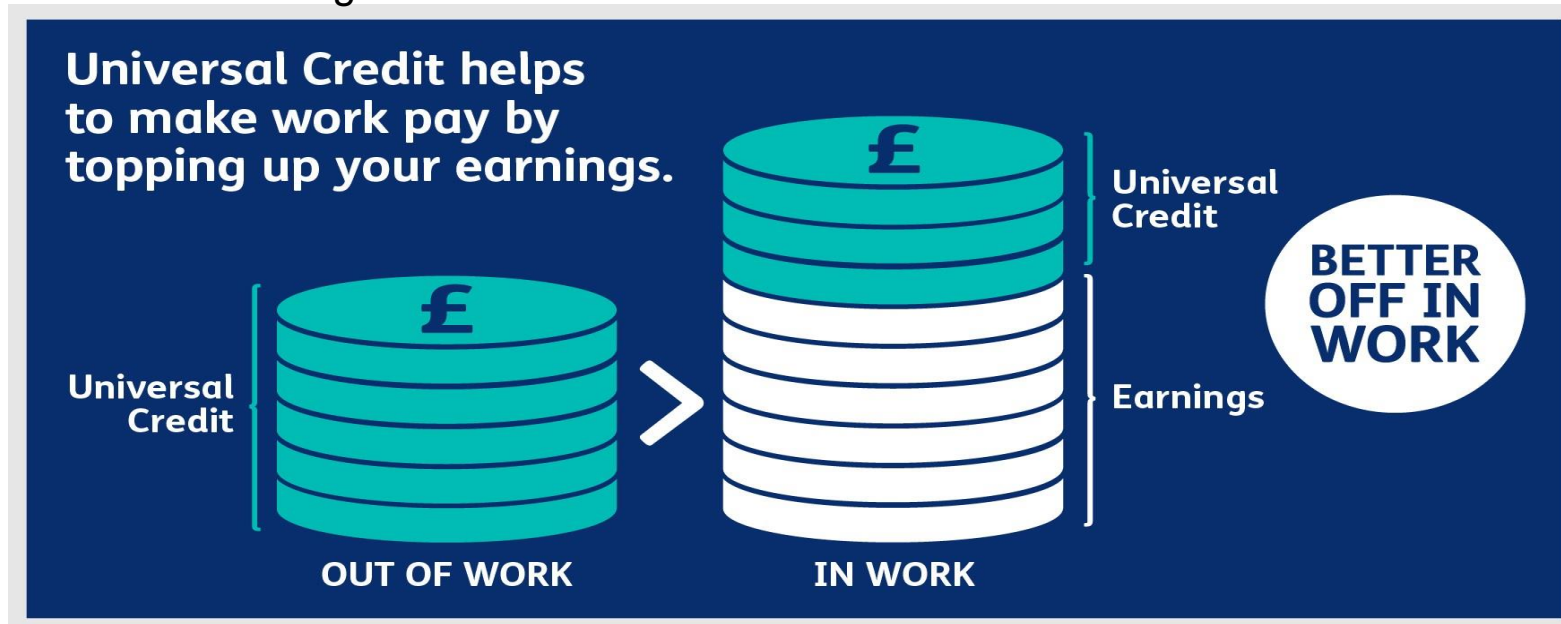 Universal Credit helps
to make work pay by
topping up your earnings.
£
Universal
Credit
OUT OF WORK
>
£
Universal
Credit
Earnings
IN WORK
BETTER
OFF IN
WORK